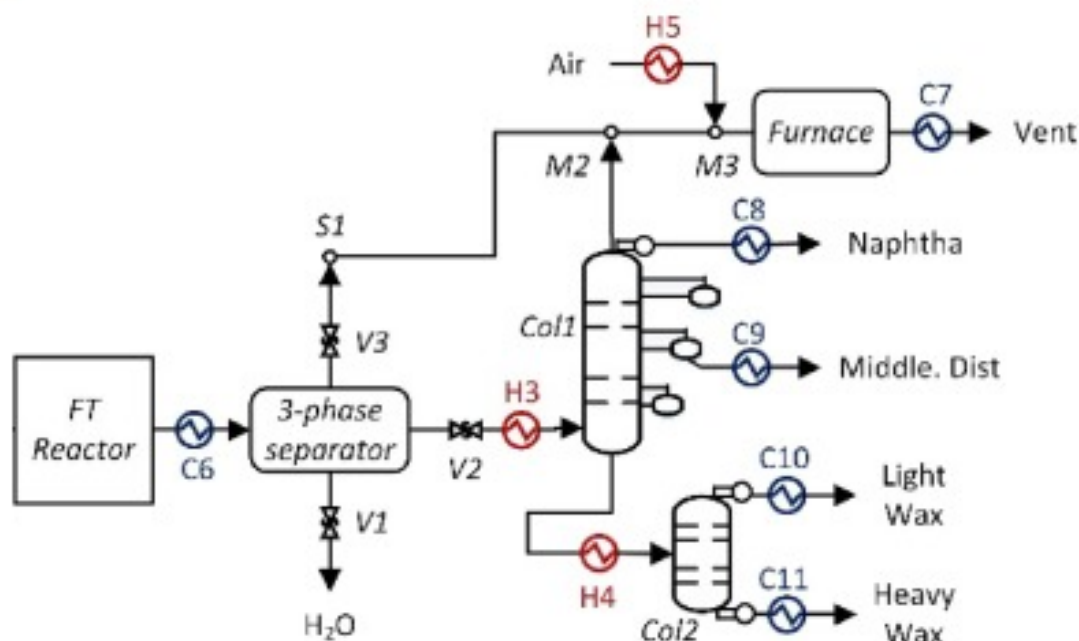 H5
Air
C7
Furnace
Vent
M2
M3
C8
S1
Naphtha
Col1
V3
C9
Middle. Dist
FT
Reactor
H3
3-phase
separator
C6
V2
C10
Light
Wax
V1
H4
C11
Heavy
Wax
H₂O
Col2